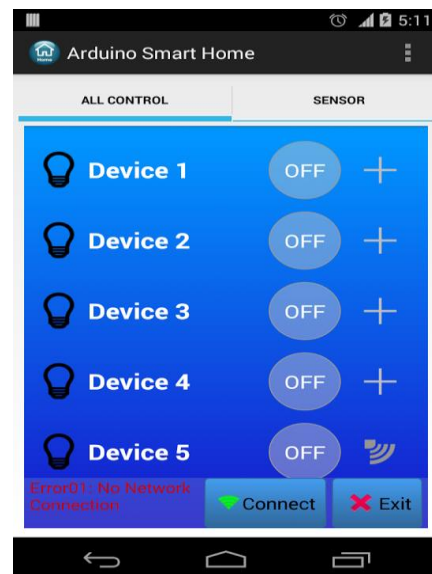 5:11
Arduino Smart Home
ALL CONTROL SENSOR
Device 1 OFF
Device 2 OFF
Device 3 OFF
Device 4 OFF
Device 5 OFF
Error01: No Network
Connection
Connect Exit